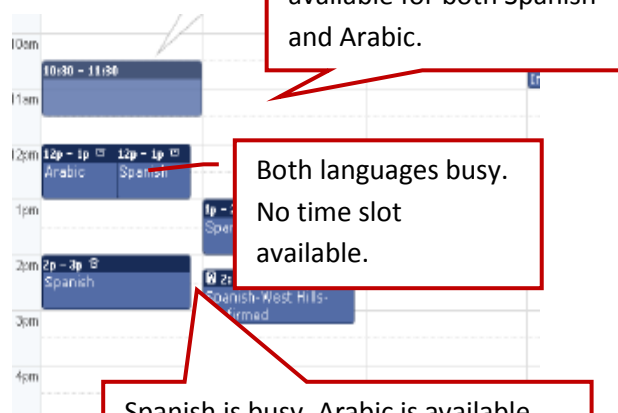 available for both Spanish
and Arabic.
10am
10:30 – 11:30
11am
12pm
12p – 1p 12p – 1p
Arabic Spanish
Both languages busy.
No time slot
available.
1pm
1p –
2pm
2p – 3p
Spanish
Spanish-West Hills-
3pm
4pm
Spanish is busy. Arabic is available